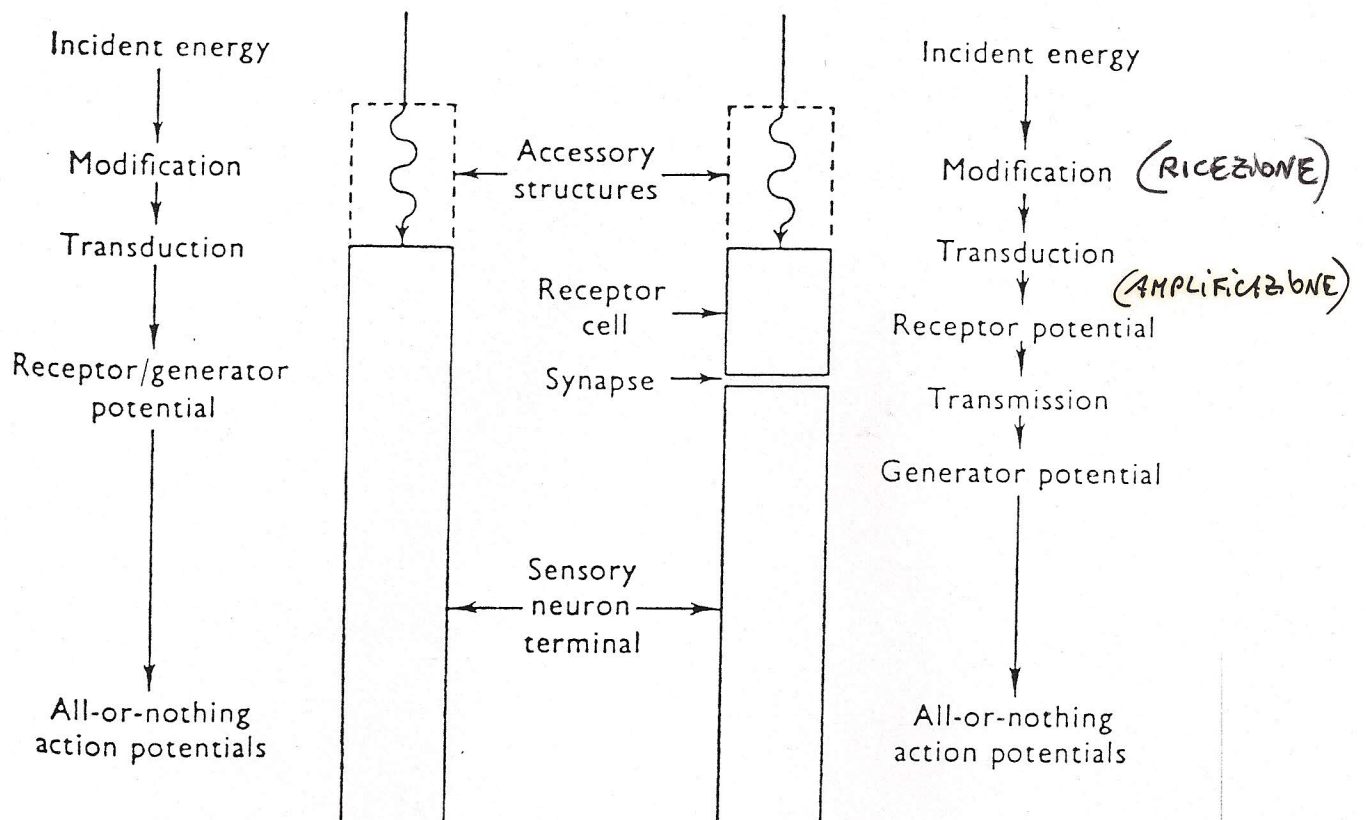 Incident energy
Modification
Transduction
Receptor/generator
potential
All-or-nothing
action potentials
Accessory
structures
Receptor
cell
Synapse
Sensory
neuron
terminal
Incident energy
Modification (RICEZIONE)
Transduction
(AMPLIFICAZIONE)
Receptor potential
Transmission
Generator potential
All-or-nothing
action potentials